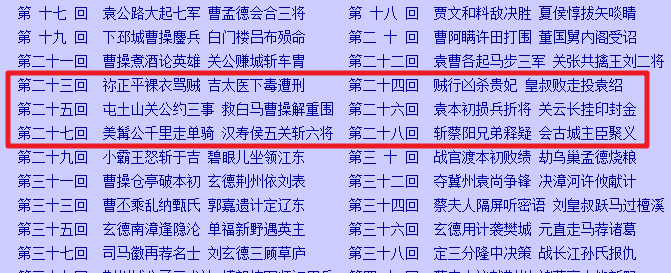 第 十七 回 袁公路大起七军 曹孟德会合三将 第 十八 回 贾文和料敌决胜 夏侯惇拔矢啖睛
第 十九 回 下邳城曹操鏖兵 白门楼吕布殒命 第 二十 回 曹阿瞒许田打围 董国舅内阁受诏
第二十一回 曹操煮酒论英雄 关公赚城斩车胄 第二十二回 袁曹各起马步三军 关张共擒王刘二将
第二十三回 祢正平裸衣骂贼 吉太医下毒遭刑 第二十四回 贼行凶杀贵妃 皇叔败走投袁绍
第二十五回 屯土山关公约三事 救白马曹操解重围 第二十六回 袁本初损兵折将 关云长挂印封金
第二十七回 美髯公千里走单骑 汉寿侯五关斩六将 第二十八回 斩蔡阳兄弟释疑 会古城主臣聚义
第二十九回 小霸王怒斩于吉 碧眼儿坐领江东 第 三十 回 战官渡本初败绩 劫乌巢孟德烧粮
第三十一回 曹操仓亭破本初 玄德荆州依刘表 第三十二回 夺冀州袁尚争锋 决漳河许攸献计
第三十三回 曹丕乘乱纳甄氏 郭嘉遗计定辽东 第三十四回 蔡夫人隔屏听密语 刘皇叔跃马过檀溪
第三十五回 玄德南漳逢隐沦 单福新野遇英主 第三十六回 玄德用计袭樊城 元直走马荐诸葛
第三十七回 司马徽再荐名士 刘玄德三顾草庐 第三十八回 定三分隆中决策 战长江孙氏报仇